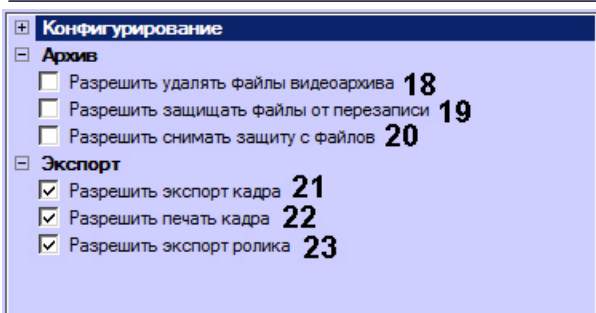 Конфигурирование
Архив
Разрешить удалять файлы видеоархива 18
Разрешить защищать файлы от перезаписи 19
Разрешить снимать защиту с файлов 20
Экспорт
Разрешить экспорт кадра 21
Разрешить печать кадра 22
Разрешить экспорт ролика 23